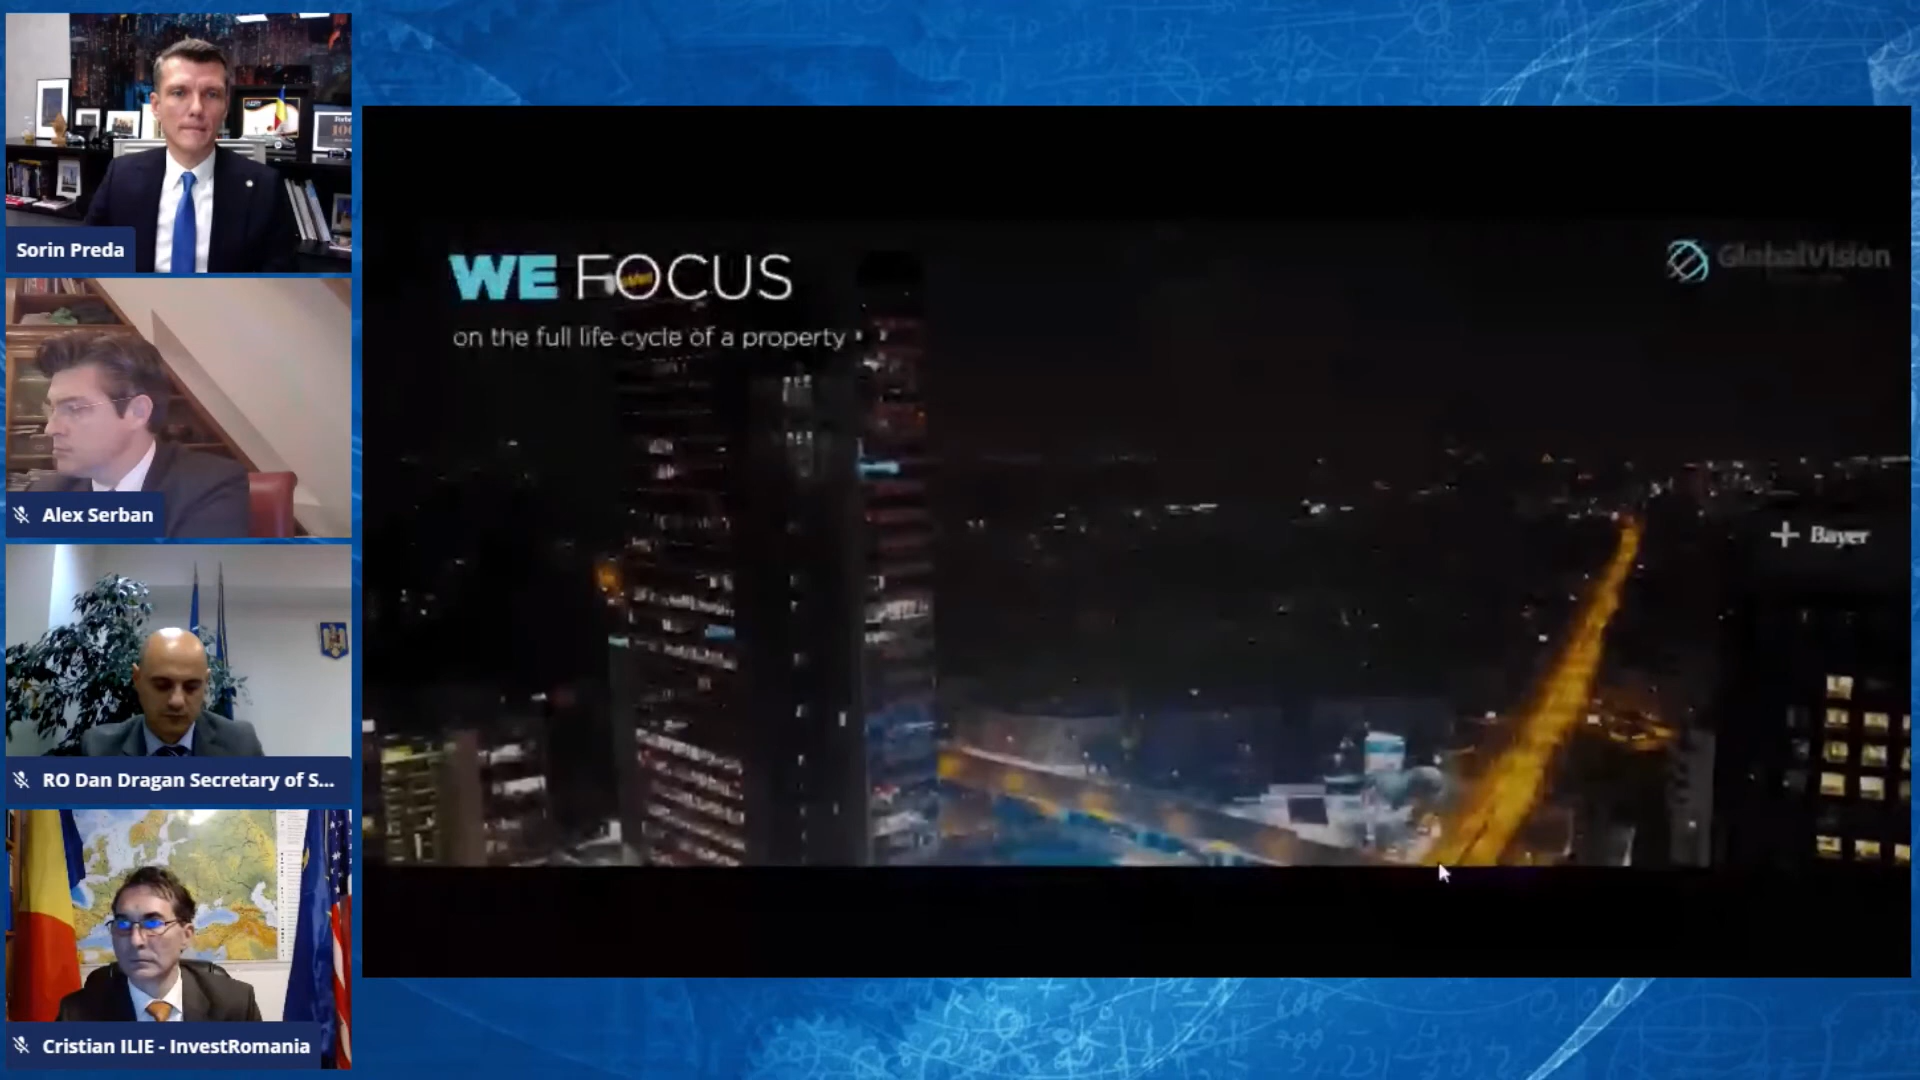 Sorin Preda
Alex Serban
RO Dan Dragan Secretary of S...
Cristian ILIE - InvestRomania
WE FOCUS
on the full life cycle of a property
GlobalVision
Bayer